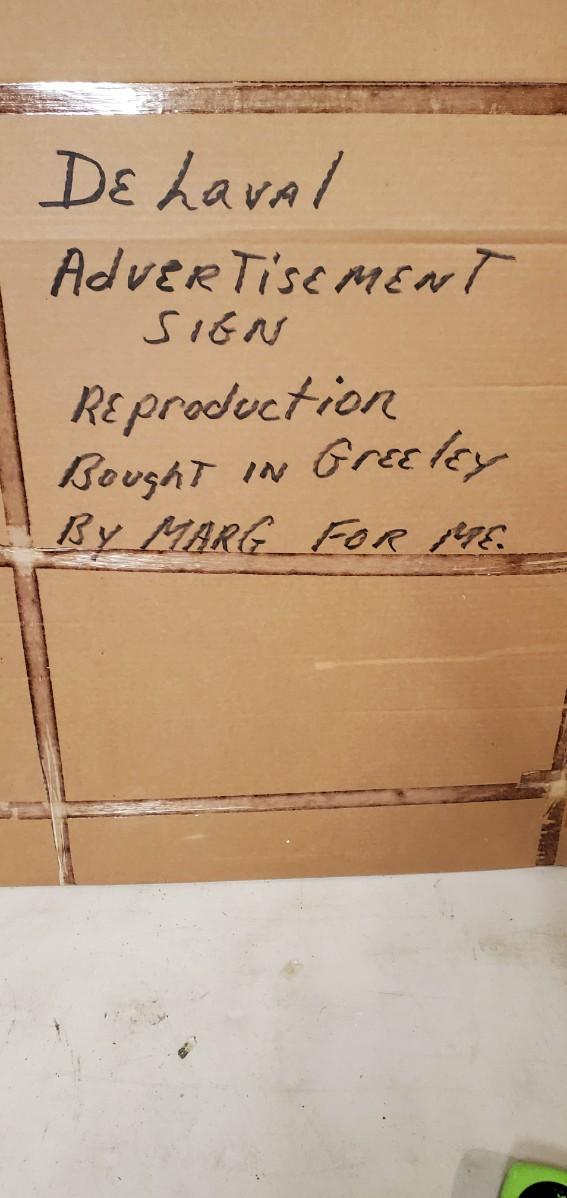 DE Laval
AdvERTiSEMENT
SIGN
REproduction
BoughT IN GrEElEy
By MARG FOR ME.